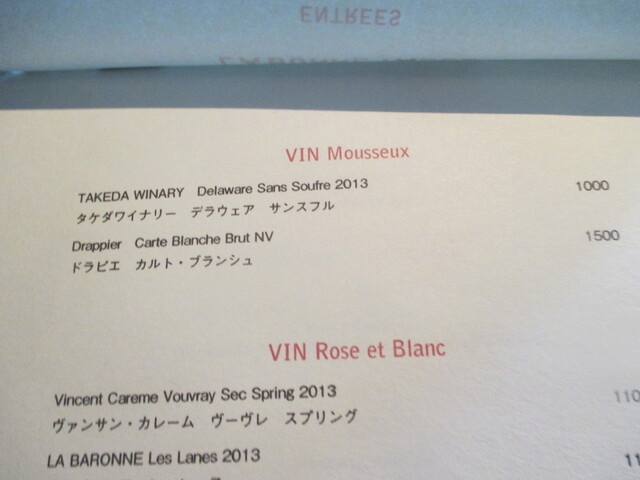 ENTREES
VIN Mousseux
TAKEDA WINARY Delaware Sans Soufre 2013 1000
タケダワイナリー デラウェア サンスフル
Drappier Carte Blanche Brut NV 1500
ドラピエ カルト・ブランシュ
VIN Rose et Blanc
Vincent Careme Vouvray Sec Spring 2013 110
ヴァンサン・カレーム ヴーヴレ スプリング
LA BARONNE Les Lanes 2013 11